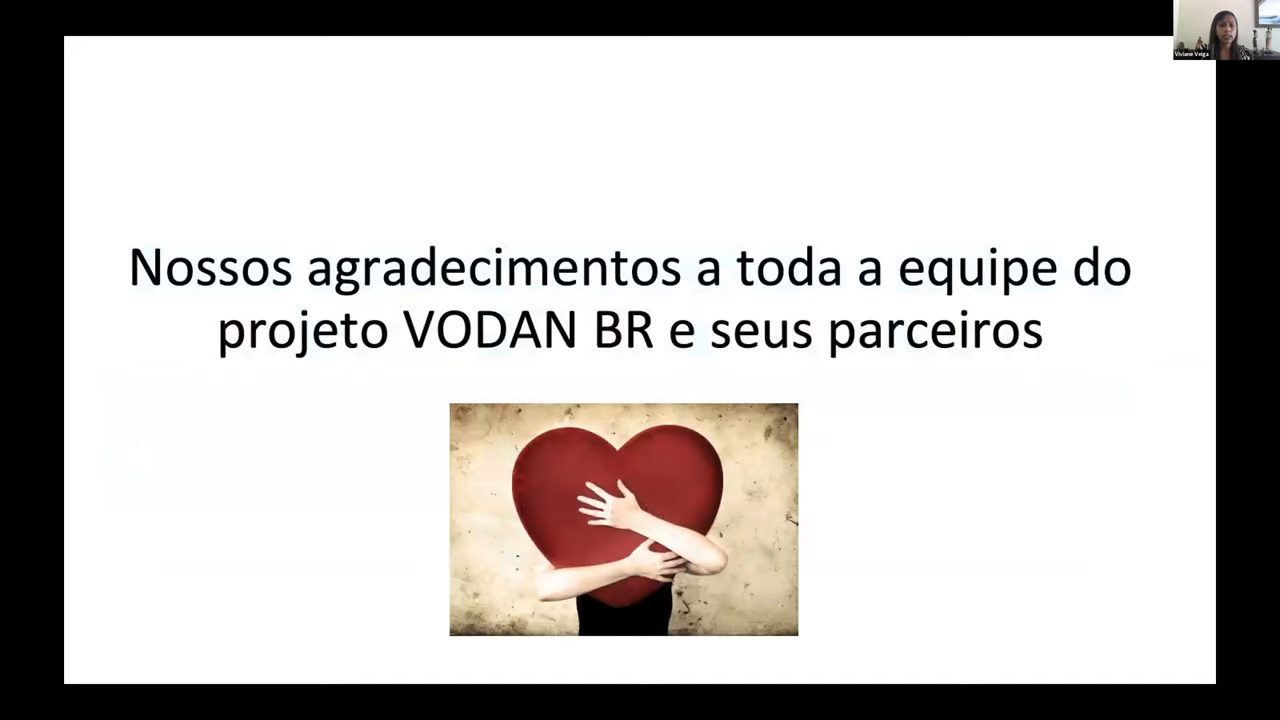 Viviane Veiga
Nossos agradecimentos a toda a equipe do
projeto VODAN BR e seus parceiros